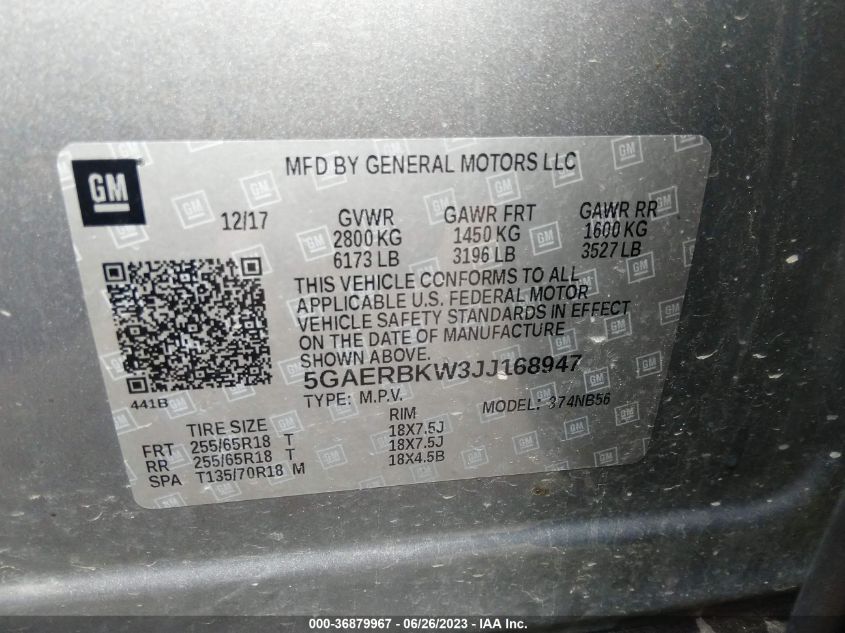 GM
MFD BY GENERAL MOTORS LLC
12/17 GVWR GAWR FRT GAWR RR
2800 KG 1450 KG 1600 KG
6173 LB 3196 LB 3527 LB
THIS VEHICLE CONFORMS TO ALL
APPLICABLE U.S. FEDERAL MOTOR
VEHICLE SAFETY STANDARDS IN EFFECT
ON THE DATE OF MANUFACTURE
SHOWN ABOVE.
441B
5GAERBKW3JJ168947
TYPE: M.P.V. MODEL: 374NB56
TIRE SIZE RIM
FRT 255/65R18 T 18X7.5J
RR 255/65R18 T 18X7.5J
SPA T135/70R18 M 18X4.5B
000-36879967 / 06/26/2023 / IAA, Inc.